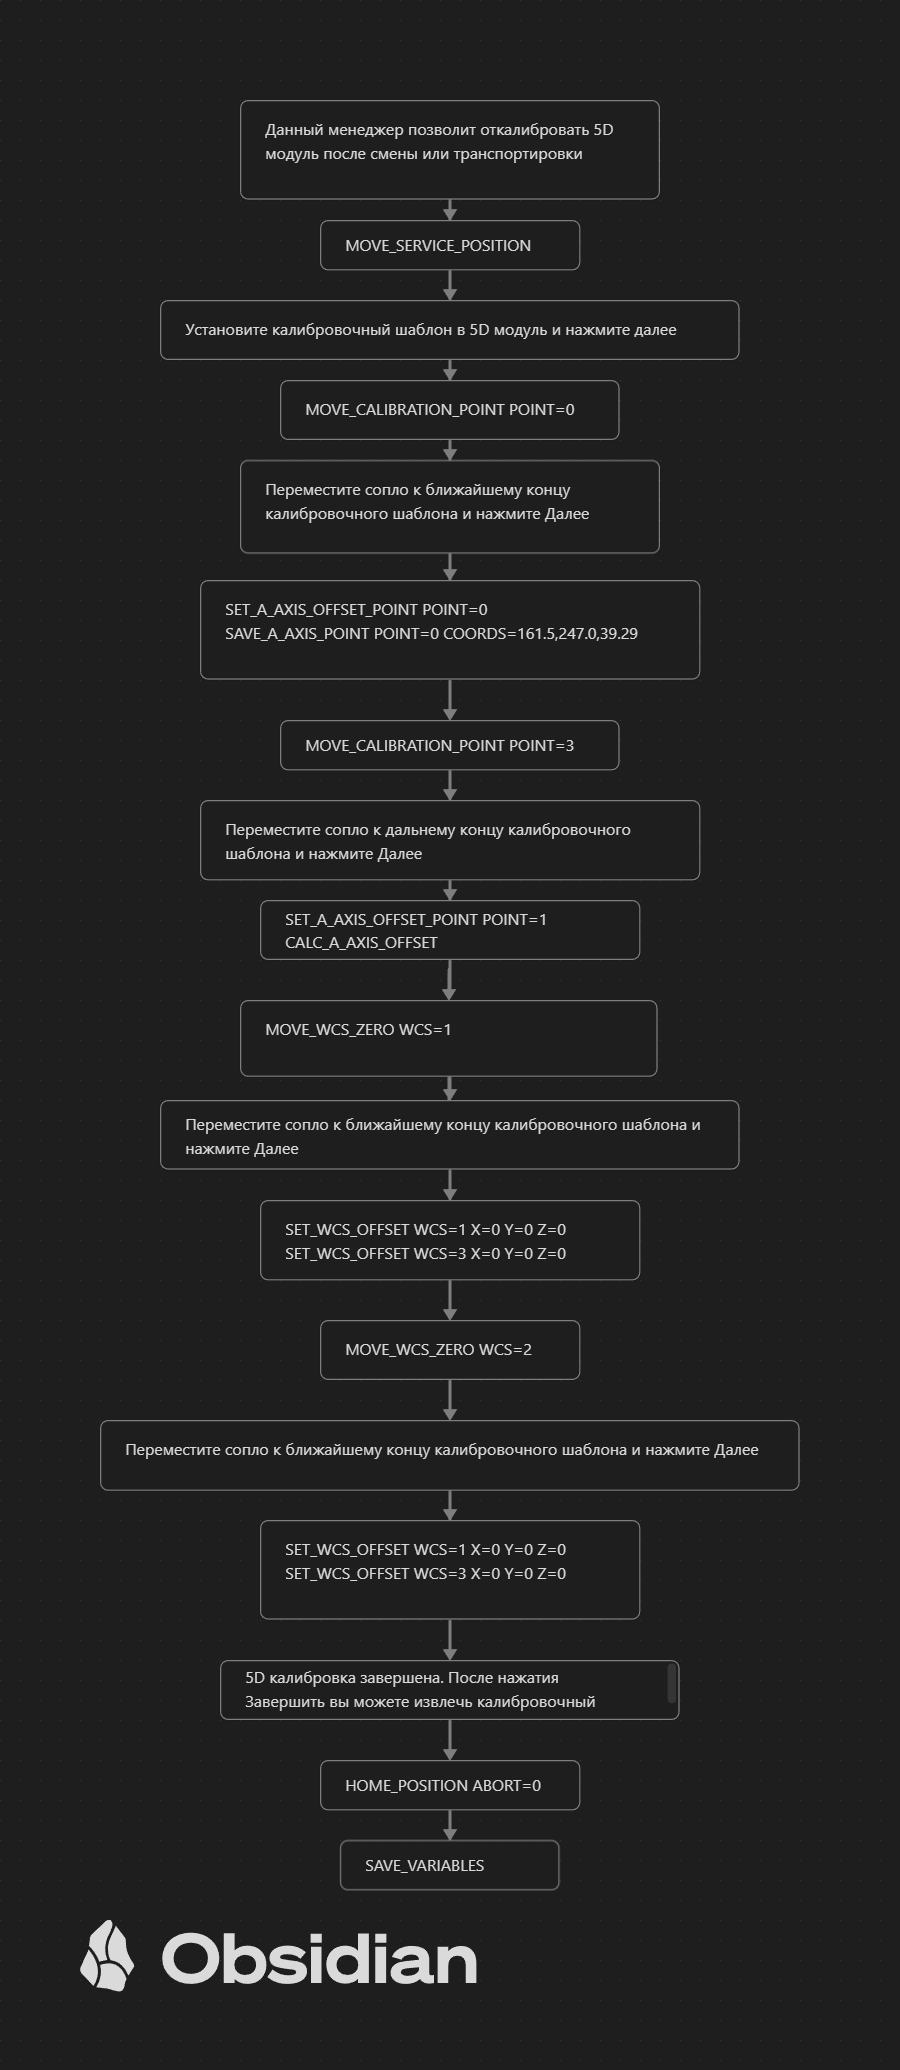 Данный менеджер позволит откалибровать 5D
модуль после смены или транспортировки
MOVE_SERVICE_POSITION
Установите калибровочный шаблон в 5D модуль и нажмите далее
MOVE_CALIBRATION_POINT POINT=0
Переместите сопло к ближайшему концу
калибровочного шаблона и нажмите Далее
SET_A_AXIS_OFFSET_POINT POINT=0
SAVE_A_AXIS_POINT POINT=0 COORDS=161.5,247.0,39.29
MOVE_CALIBRATION_POINT POINT=3
Переместите сопло к дальнему концу калибровочного
шаблона и нажмите Далее
SET_A_AXIS_OFFSET_POINT POINT=1
CALC_A_AXIS_OFFSET
MOVE_WCS_ZERO WCS=1
Переместите сопло к ближайшему концу калибровочного шаблона и
нажмите Далее
SET_WCS_OFFSET WCS=1 X=0 Y=0 Z=0
SET_WCS_OFFSET WCS=3 X=0 Y=0 Z=0
MOVE_WCS_ZERO WCS=2
Переместите сопло к ближайшему концу калибровочного шаблона и нажмите Далее
SET_WCS_OFFSET WCS=1 X=0 Y=0 Z=0
SET_WCS_OFFSET WCS=3 X=0 Y=0 Z=0
5D калибровка завершена. После нажатия
Завершить вы можете извлечь калибровочный
HOME_POSITION ABORT=0
SAVE_VARIABLES
Obsidian